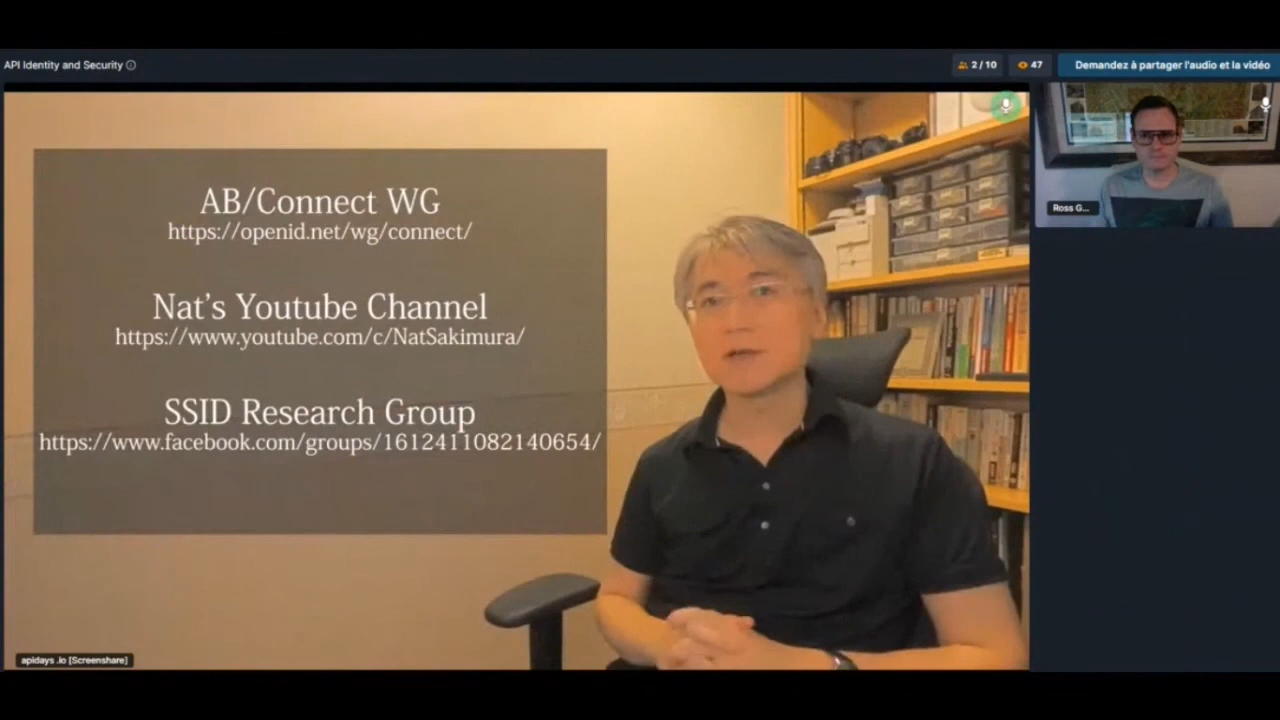 API Identity and Security
2 / 10
47
Demandez à partager l'audio et la vidéo
AB/Connect WG
https://openid.net/wg/connect/
Nat's Youtube Channel
https://www.youtube.com/c/NatSakimura/
SSID Research Group
https://www.facebook.com/groups/1612411082140654/
Ross G...
apidays .io [Screenshare]